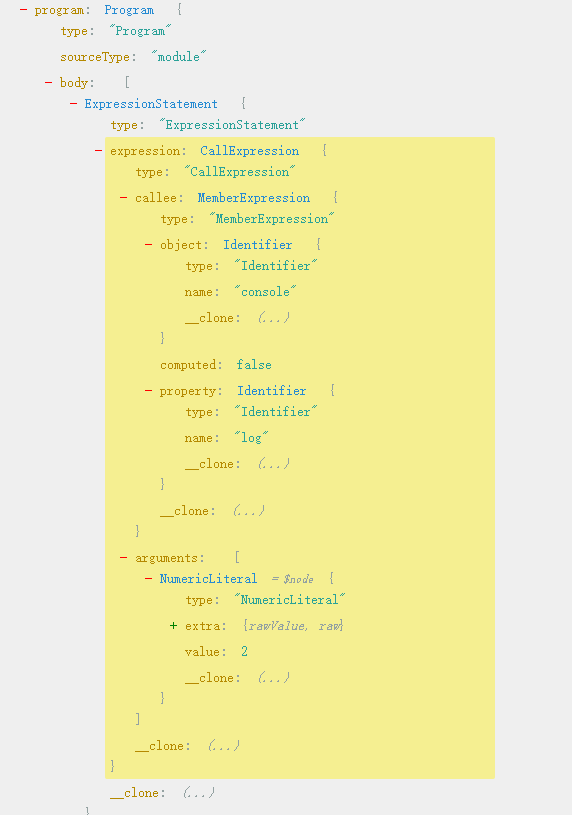 − program: Program {
type: "Program"
sourceType: "module"
− body: [
− ExpressionStatement {
type: "ExpressionStatement"
− expression: CallExpression {
type: "CallExpression"
− callee: MemberExpression {
type: "MemberExpression"
− object: Identifier {
type: "Identifier"
name: "console"
__clone: (...)
}
computed: false
− property: Identifier {
type: "Identifier"
name: "log"
__clone: (...)
}
__clone: (...)
}
− arguments: [
− NumericLiteral = $node {
type: "NumericLiteral"
+ extra: {rawValue, raw}
value: 2
__clone: (...)
}
]
__clone: (...)
}
__clone: (...)
}